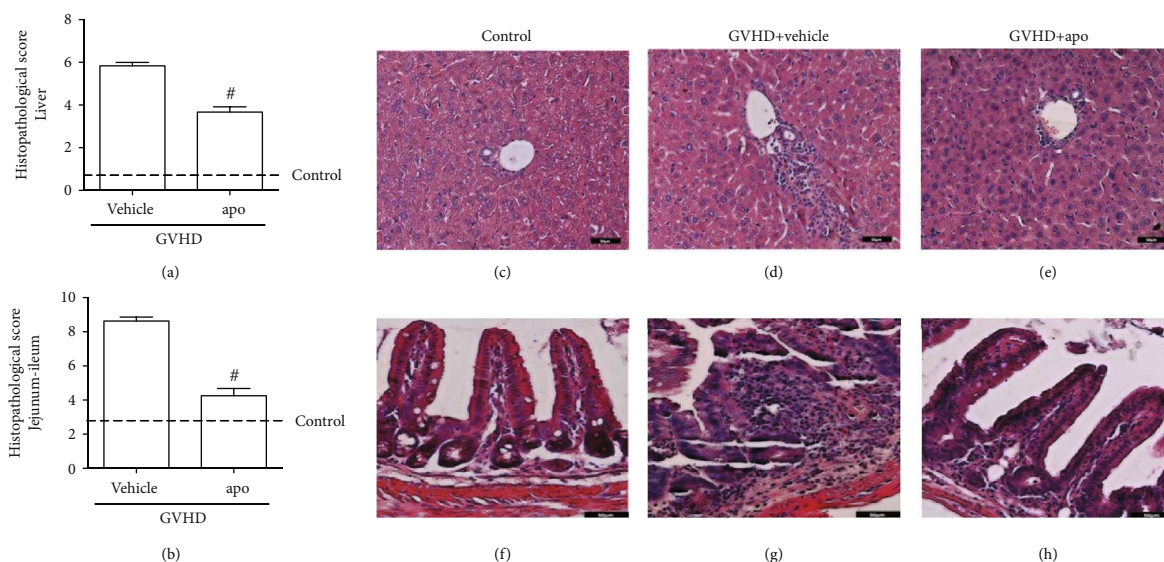 8
6
4
2
0
Histopathological score
Liver
#
Control
Vehicle
apo
GVHD
(a)
10
8
6
4
2
0
Histopathological score
Jejunum-ileum
#
Control
Vehicle
apo
GVHD
(b)
Control
GVHD+vehicle
GVHD+apo
(c)
(d)
(e)
(f)
(g)
(h)